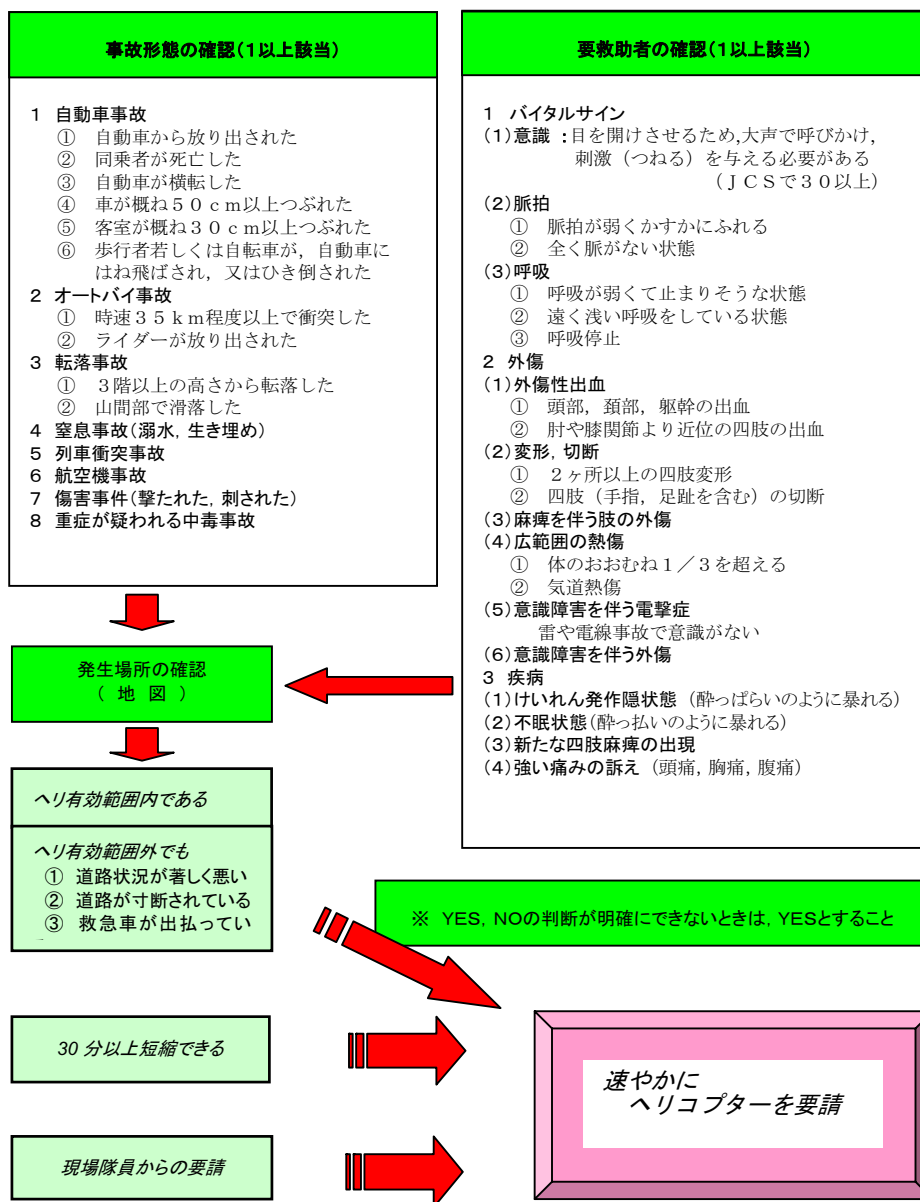 事故形態の確認(1以上該当)
1 自動車事故
① 自動車から放り出された
② 同乗者が死亡した
③ 自動車が横転した
④ 車が概ね50cm以上つぶれた
⑤ 客室が概ね30cm以上つぶれた
⑥ 歩行者若しくは自転車が,自動車に
はね飛ばされ,又はひき倒された
2 オートバイ事故
① 時速35km程度以上で衝突した
② ライダーが放り出された
3 転落事故
① 3階以上の高さから転落した
② 山間部で滑落した
4 窒息事故(溺水,生き埋め)
5 列車衝突事故
6 航空機事故
7 傷害事件(撃たれた,刺された)
8 重症が疑われる中毒事故
要救助者の確認(1以上該当)
1 バイタルサイン
(1)意識 :目を開けさせるため,大声で呼びかけ,
刺激(つねる)を与える必要がある
(JCSで30以上)
(2)脈拍
① 脈拍が弱くかすかにふれる
② 全く脈がない状態
(3)呼吸
① 呼吸が弱くて止まりそうな状態
② 遠く浅い呼吸をしている状態
③ 呼吸停止
2 外傷
(1)外傷性出血
① 頭部,頚部,躯幹の出血
② 肘や膝関節より近位の四肢の出血
(2)変形,切断
① 2ヶ所以上の四肢変形
② 四肢(手指,足趾を含む)の切断
(3)麻痺を伴う肢の外傷
(4)広範囲の熱傷
① 体のおおむね1/3を超える
② 気道熱傷
(5)意識障害を伴う電撃症
雷や電線事故で意識がない
(6)意識障害を伴う外傷
3 疾病
(1)けいれん発作隠状態 (酔っぱらいのように暴れる)
(2)不眠状態(酔っ払いのように暴れる)
(3)新たな四肢麻痺の出現
(4)強い痛みの訴え (頭痛,胸痛,腹痛)
発生場所の確認
( 地 図 )
ヘリ有効範囲内である
ヘリ有効範囲外でも
① 道路状況が著しく悪い
② 道路が寸断されている
③ 救急車が出払ってい
※ YES,NOの判断が明確にできないときは,YESとすること
30 分以上短縮できる
現場隊員からの要請
速やかに
ヘリコプターを要請